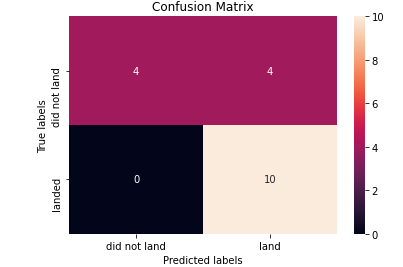 Confusion Matrix
True labels
did not land
landed
4
4
0
10
did not land
land
Predicted labels
10
8
6
4
2
0